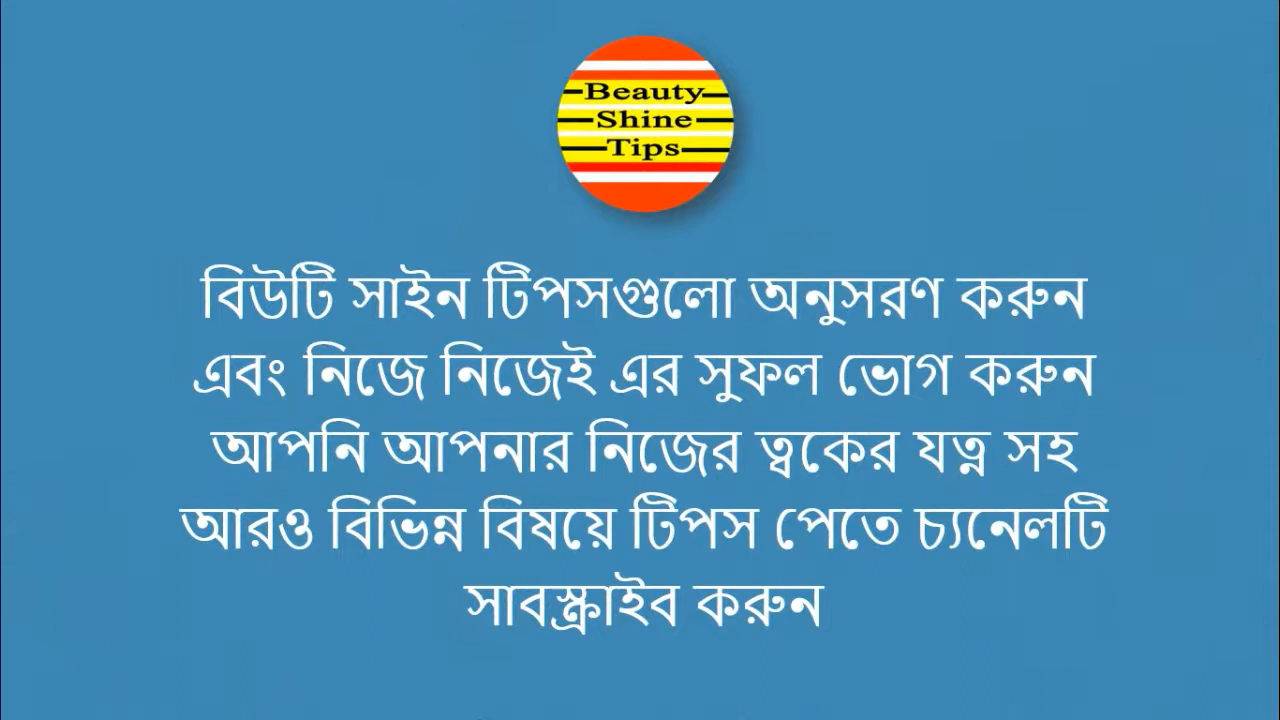 Beauty
Shine
Tips
বিউটি সাইন টিপসগুলো অনুসরণ করুন
এবং নিজে নিজেই এর সুফল ভোগ করুন
আপনি আপনার নিজের ত্বকের যত্ন সহ
আরও বিভিন্ন বিষয়ে টিপস পেতে চ্যনেলটি
সাবস্ক্রাইব করুন